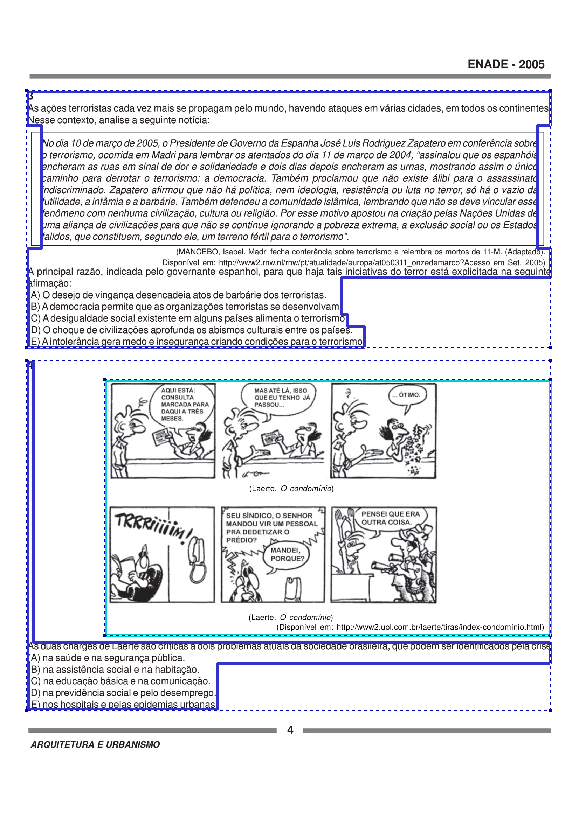 ENADE - 2005
3
As ações terroristas cada vez mais se propagam pelo mundo, havendo ataques em várias cidades, em todos os continentes.
Nesse contexto, analise a seguinte notícia:
No dia 10 de março de 2005, o Presidente de Governo da Espanha José Luis Rodriguez Zapatero em conferência sobre
o terrorismo, ocorrida em Madri para lembrar os atentados do dia 11 de março de 2004, "assinalou que os espanhóis
encheram as ruas em sinal de dor e solidariedade e dois dias depois encheram as urnas, mostrando assim o único
caminho para derrotar o terrorismo: a democracia. Também proclamou que não existe álibi para o assassinato
indiscriminado. Zapatero afirmou que não há política, nem ideologia, resistência ou luta no terror, só há o vazio da
futilidade, a infâmia e a barbárie. Também defendeu a comunidade islâmica, lembrando que não se deve vincular esse
fenômeno com nenhuma civilização, cultura ou religião. Por esse motivo apostou na criação pelas Nações Unidas de
uma aliança de civilizações para que não se continue ignorando a pobreza extrema, a exclusão social ou os Estados
falidos, que constituem, segundo ele, um terreno fértil para o terrorismo".
(MANCEBO, Isabel. Madri fecha conferência sobre terrorismo e relembra os mortos de 11-M. (Adaptado).
Disponível em: http://www2.rnw.nl/rnw/pt/atualidade/europa/at050311_onzedemarco?Acesso em Set. 2005)
A principal razão, indicada pelo governante espanhol, para que haja tais iniciativas do terror está explicitada na seguinte
afirmação:
A) O desejo de vingança desencadeia atos de barbárie dos terroristas.
B) A democracia permite que as organizações terroristas se desenvolvam.
C) A desigualdade social existente em alguns países alimenta o terrorismo.
D) O choque de civilizações aprofunda os abismos culturais entre os países.
E) A intolerância gera medo e insegurança criando condições para o terrorismo.
4
AQUI ESTÁ:
CONSULTA
MARCADA PARA
DAQUI A TRÊS
MESES.
MAS ATÉ LÁ, ISSO
QUE EU TENHO JÁ
PASSOU...
?
... ÓTIMO.
(Laerte. O condomínio)
TRRRIIIIIM!
SEU SÍNDICO, O SENHOR
MANDOU VIR UM PESSOAL
PRA DEDETIZAR O
PRÉDIO?
MANDEI,
PORQUE?
PENSEI QUE ERA
OUTRA COISA.
(Laerte. O condomínio)
(Disponível em: http://www2.uol.com.br/laerte/tiras/index-condomínio.html)
As duas charges de Laerte são críticas a dois problemas atuais da sociedade brasileira, que podem ser identificados pela crise
A) na saúde e na segurança pública.
B) na assistência social e na habitação.
C) na educação básica e na comunicação.
D) na previdência social e pelo desemprego.
E) nos hospitais e pelas epidemias urbanas.
4
ARQUITETURA E URBANISMO